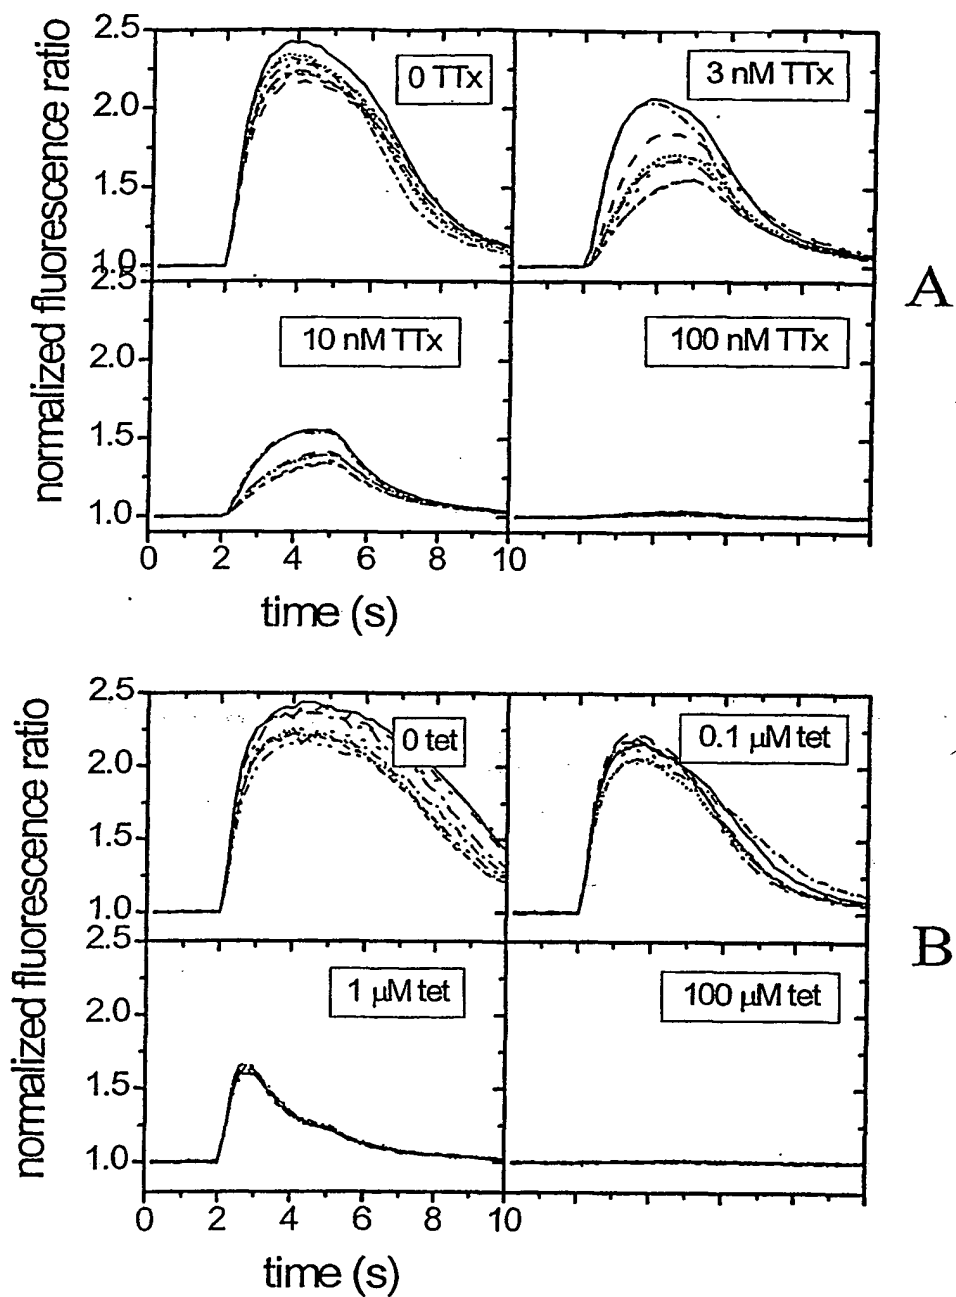 normalized fluorescence ratio
2.5
2.0
1.5
1.0
0 TTx
3 nM TTx
A
2.5
2.0
1.5
1.0
10 nM TTx
100 nM TTx
0 2 4 6 8 10
time (s)
normalized fluorescence ratio
2.5
2.0
1.5
1.0
0 tet
0.1 μM tet
B
2.5
2.0
1.5
1.0
1 μM tet
100 μM tet
0 2 4 6 8 10
time (s)